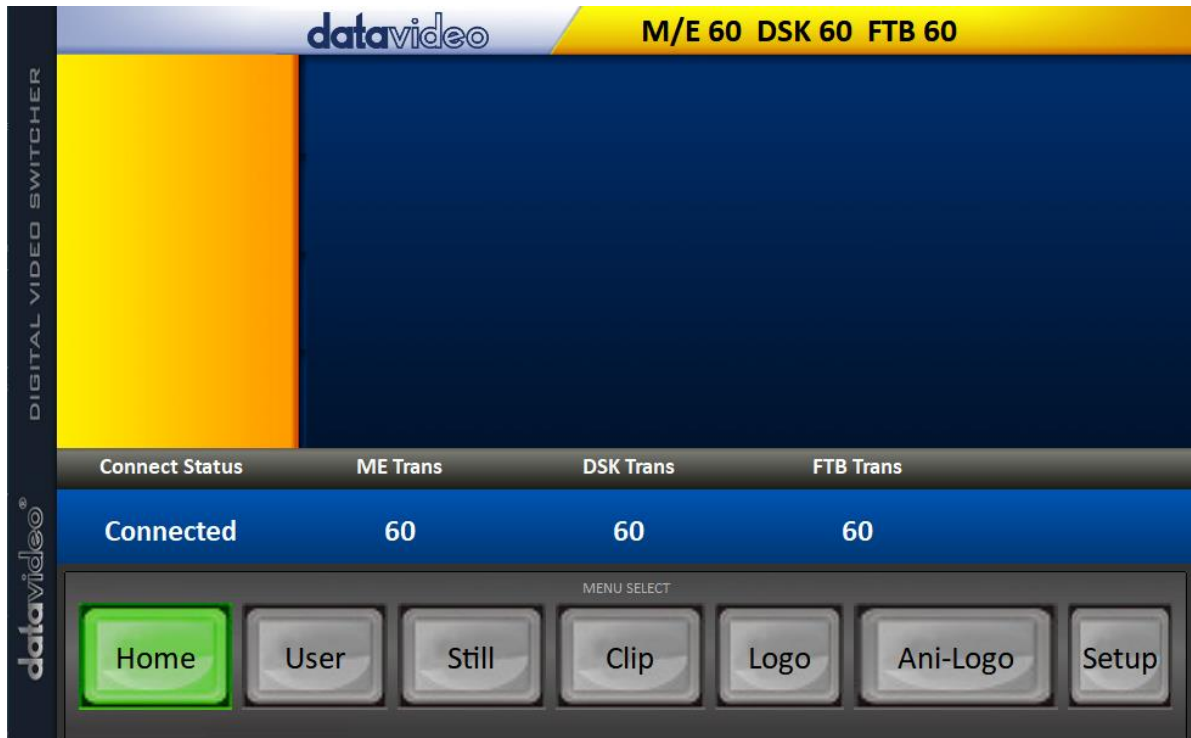 datavideo M/E 60 DSK 60 FTB 60
DIGITAL VIDEO SWITCHER
datavideo®
Connect Status ME Trans DSK Trans FTB Trans
Connected 60 60 60
MENU SELECT
Home User Still Clip Logo Ani-Logo Setup